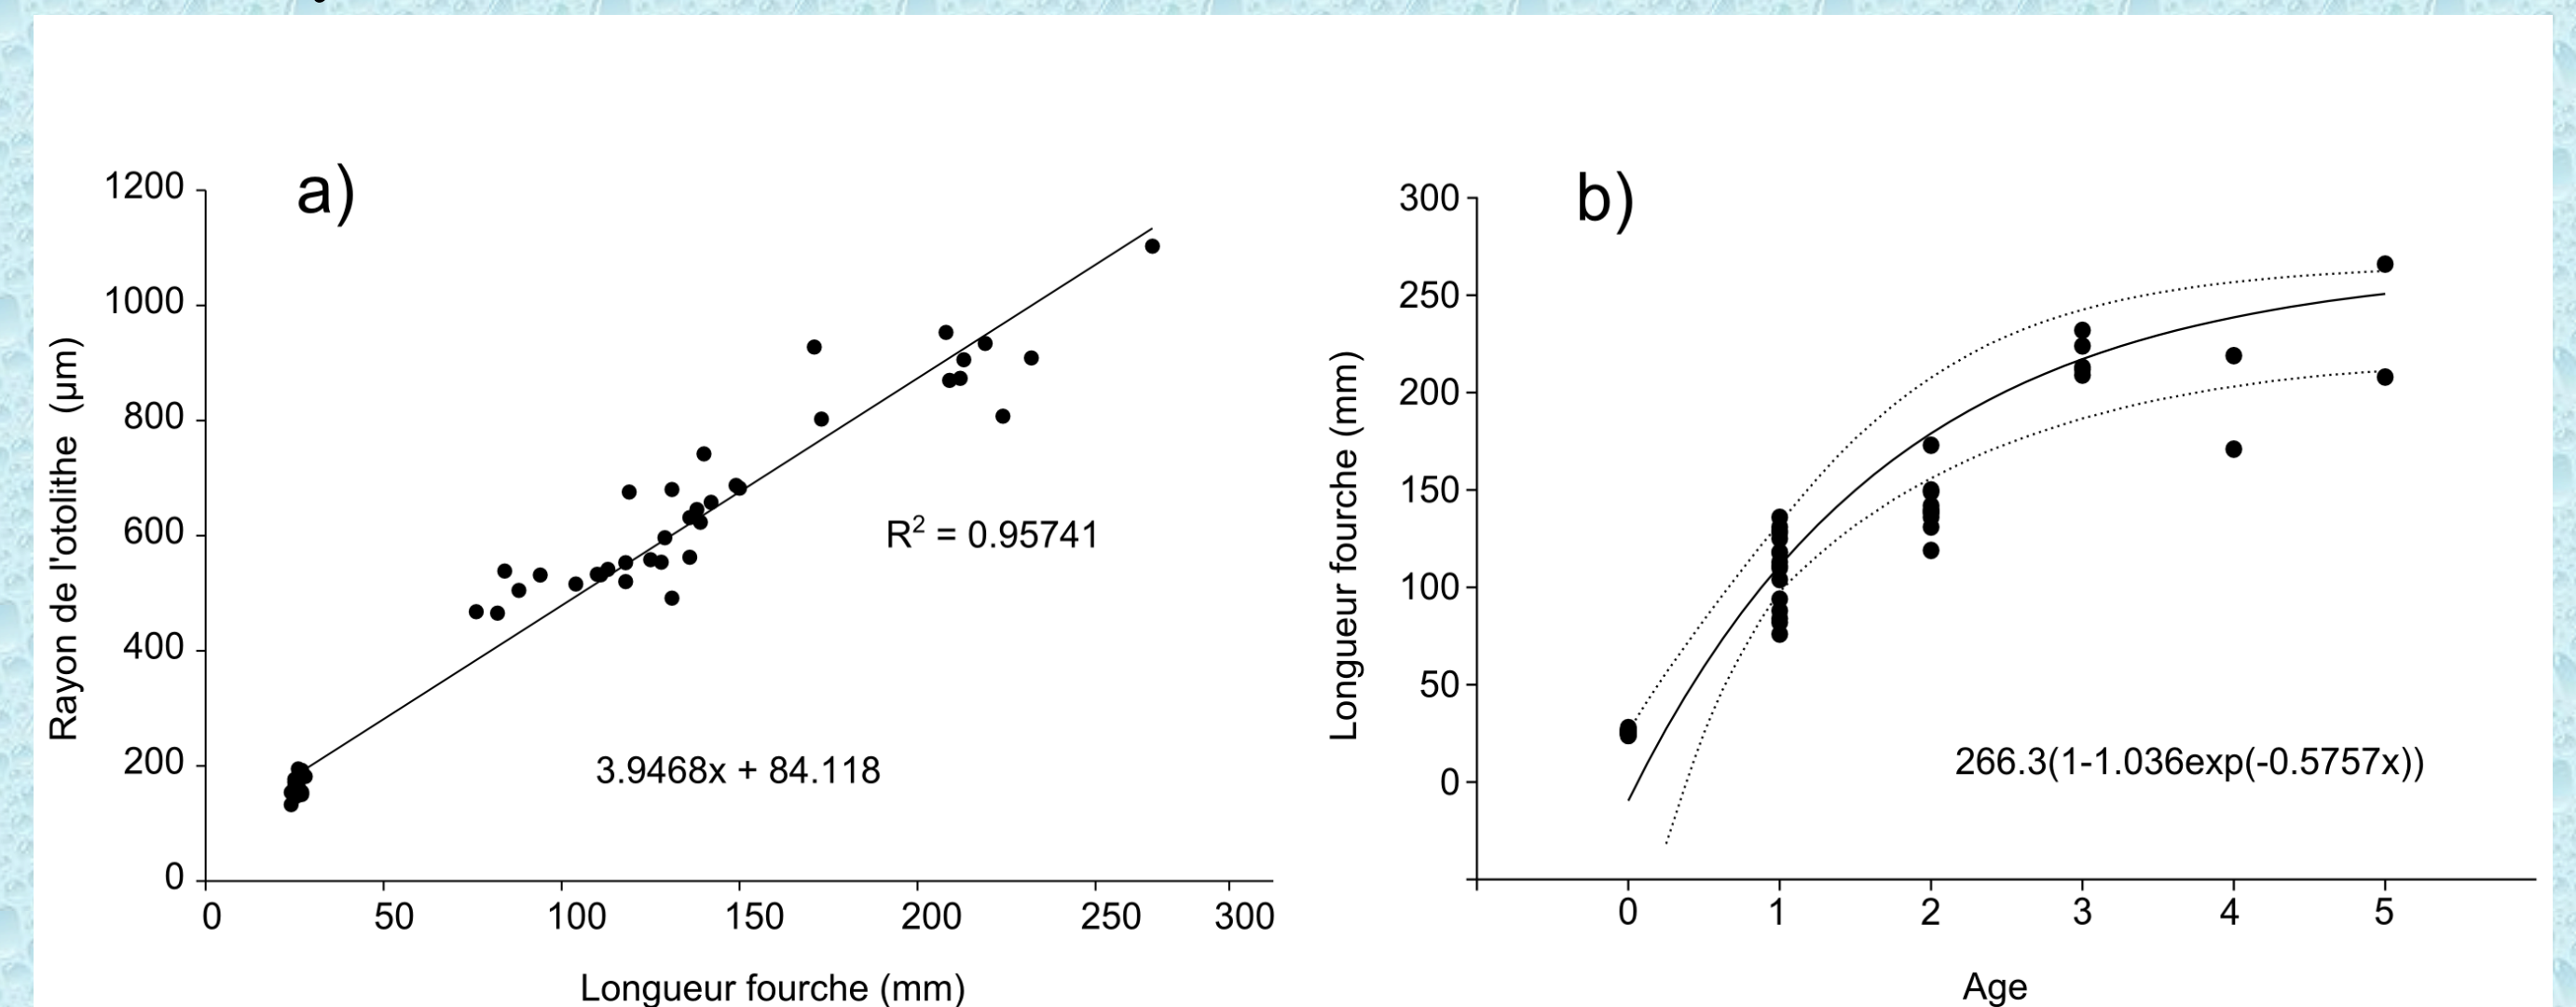 a)
1200
1000
800
600
400
200
0
Rayon de l'otolithe (µm)
R² = 0.95741
3.9468x + 84.118
0 50 100 150 200 250 300
Longueur fourche (mm)
b)
300
250
200
150
100
50
0
Longueur fourche (mm)
266.3(1-1.036exp(-0.5757x))
0 1 2 3 4 5
Age